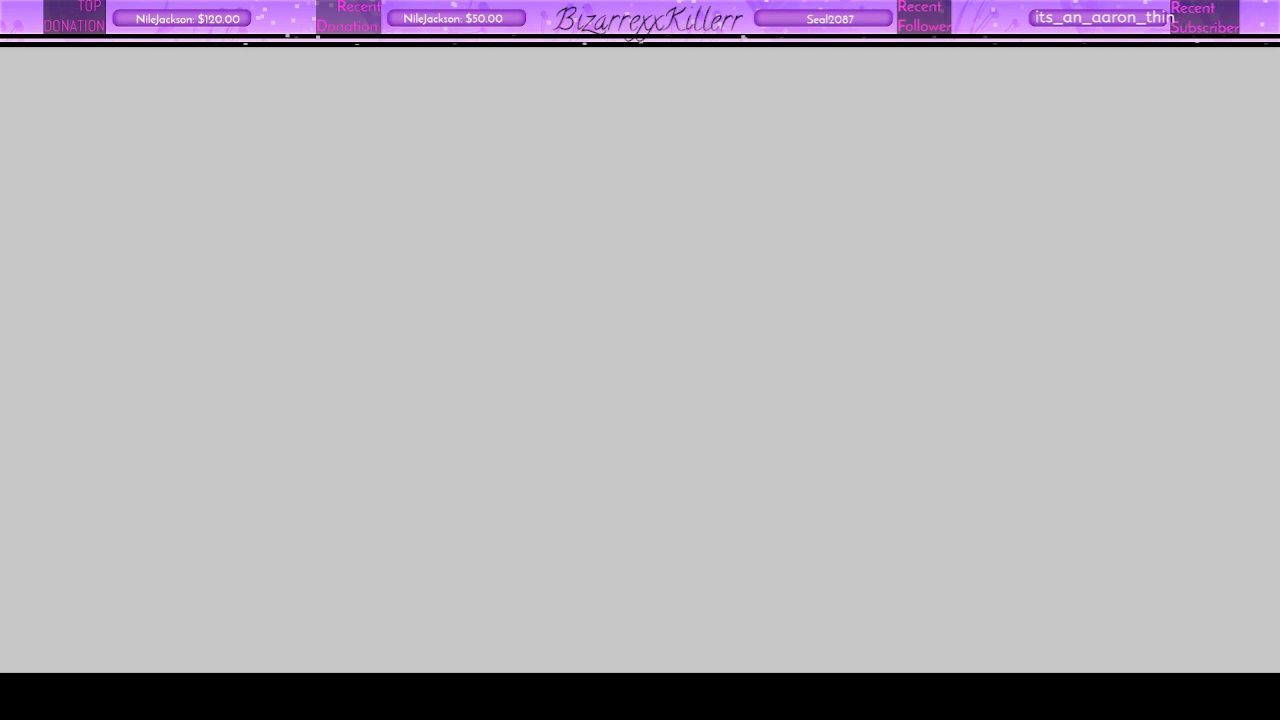 TOP
DONATION
NileJackson: $120.00
Recent
Donation
NileJackson: $50.00
BizarrexxKillerr
Seal2087
Recent
Follower
its_an_aaron_thin
Recent
Subscriber